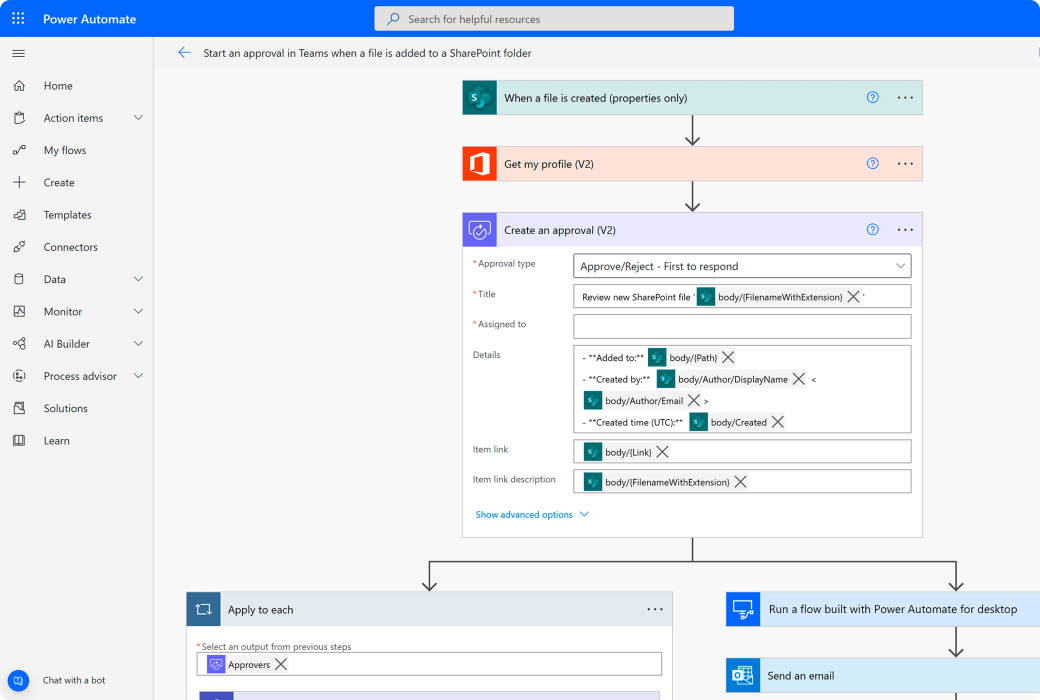 Power Automate
Search for helpful resources
Start an approval in Teams when a file is added to a SharePoint folder
Home
Action items
My flows
Create
Templates
Connectors
Data
Monitor
AI Builder
Process advisor
Solutions
Learn
Chat with a bot
When a file is created (properties only)
Get my profile (V2)
Create an approval (V2)
*Approval type
Approve/Reject - First to respond
*Title
Review new SharePoint file ' body/{FilenameWithExtension} '
*Assigned to
Details
- **Added to:** body/{Path}
- **Created by:** body/Author/DisplayName <
body/Author/Email >
- **Created time (UTC):** body/Created
Item link
body/{Link}
Item link description
body/{FilenameWithExtension}
Show advanced options
Apply to each
*Select an output from previous steps
Approvers
Run a flow built with Power Automate for desktop
Send an email